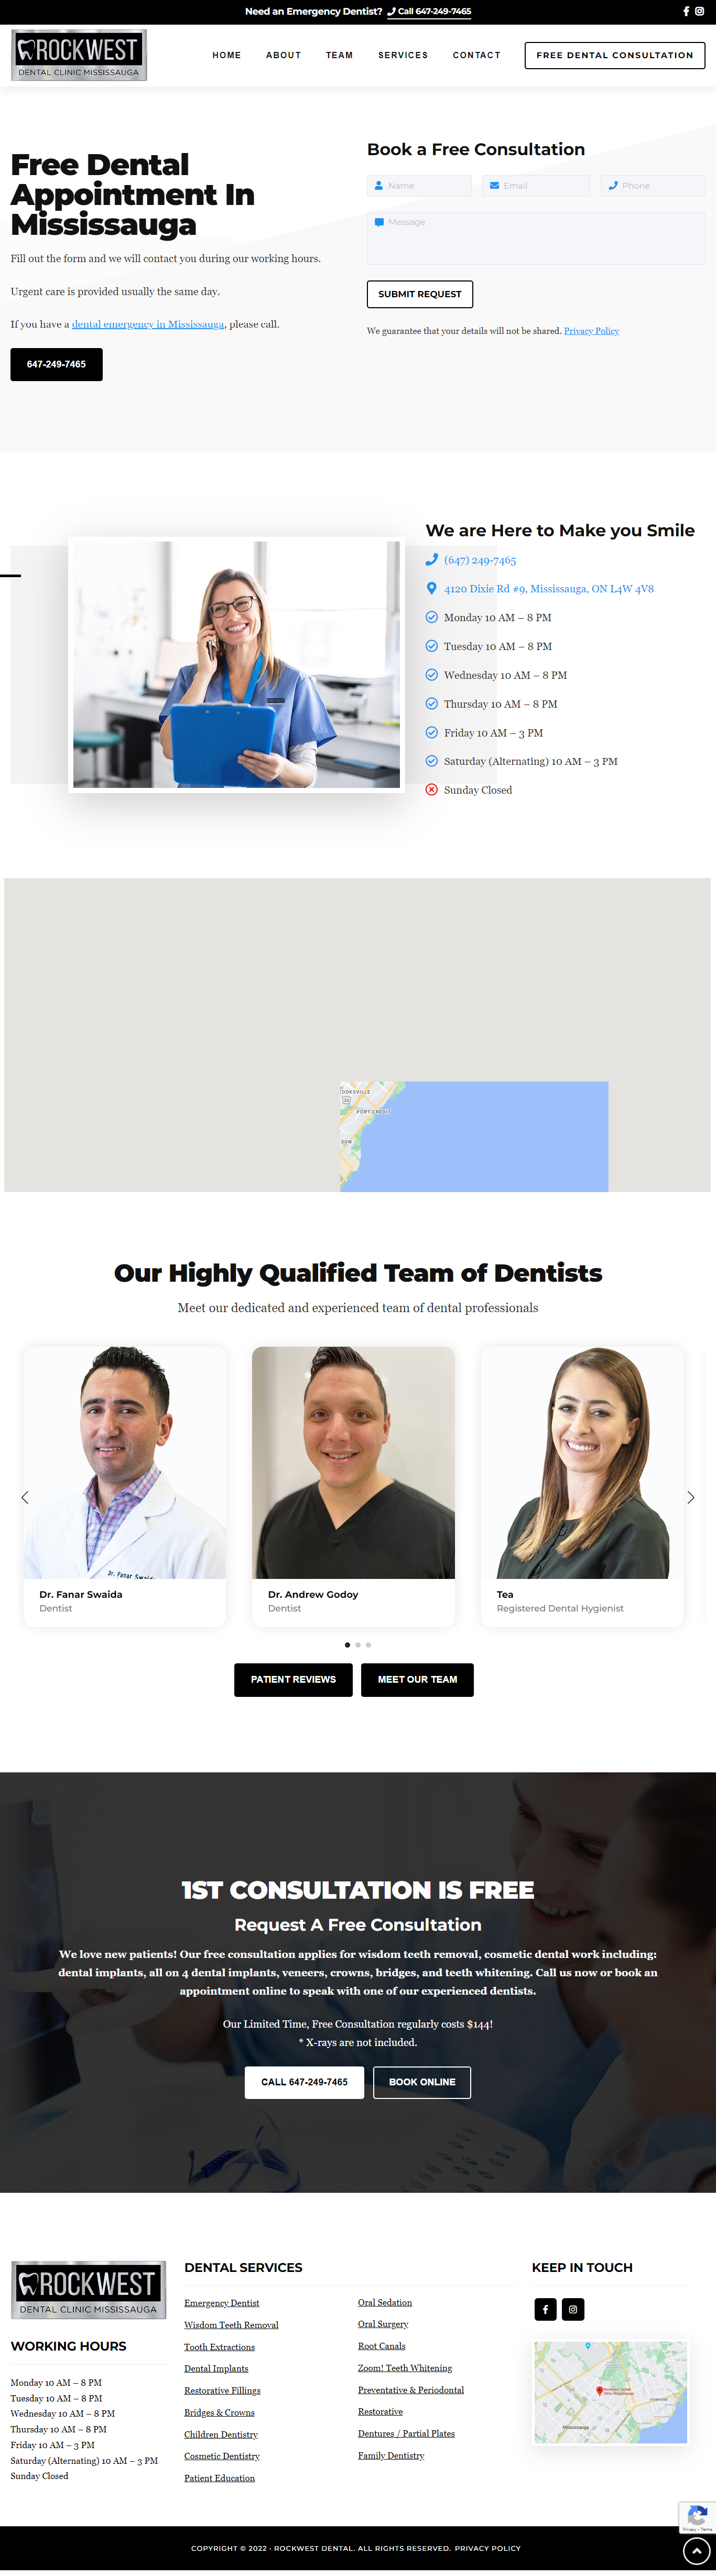 Need an Emergency Dentist? Call 647-249-7465
ROCKWEST
DENTAL CLINIC MISSISSAUGA
HOME ABOUT TEAM SERVICES CONTACT FREE DENTAL CONSULTATION
Free Dental
Appointment In
Mississauga
Fill out the form and we will contact you during our working hours.
Urgent care is provided usually the same day.
If you have a dental emergency in Mississauga, please call.
647-249-7465
Book a Free Consultation
Name Email Phone
Message
SUBMIT REQUEST
We guarantee that your details will not be shared. Privacy Policy
We are Here to Make you Smile
(647) 249-7465
4120 Dixie Rd #9, Mississauga, ON L4W 4V8
Monday 10 AM – 8 PM
Tuesday 10 AM – 8 PM
Wednesday 10 AM – 8 PM
Thursday 10 AM – 8 PM
Friday 10 AM – 3 PM
Saturday (Alternating) 10 AM – 3 PM
Sunday Closed
OOKSVILLE
PORT CREDIT
SON
Our Highly Qualified Team of Dentists
Meet our dedicated and experienced team of dental professionals
Dr. Fanar Swaida
Dr. Fanar Swaida
Dentist
Dr. Andrew Godoy
Dentist
Tea
Registered Dental Hygienist
PATIENT REVIEWS MEET OUR TEAM
1ST CONSULTATION IS FREE
Request A Free Consultation
We love new patients! Our free consultation applies for wisdom teeth removal, cosmetic dental work including:
dental implants, all on 4 dental implants, veneers, crowns, bridges, and teeth whitening. Call us now or book an
appointment online to speak with one of our experienced dentists.
Our Limited Time, Free Consultation regularly costs $144!
* X-rays are not included.
CALL 647-249-7465 BOOK ONLINE
ROCKWEST
DENTAL CLINIC MISSISSAUGA
WORKING HOURS
Monday 10 AM – 8 PM
Tuesday 10 AM – 8 PM
Wednesday 10 AM – 8 PM
Thursday 10 AM – 8 PM
Friday 10 AM – 3 PM
Saturday (Alternating) 10 AM – 3 PM
Sunday Closed
DENTAL SERVICES
Emergency Dentist
Wisdom Teeth Removal
Tooth Extractions
Dental Implants
Restorative Fillings
Bridges & Crowns
Children Dentistry
Cosmetic Dentistry
Patient Education
Oral Sedation
Oral Surgery
Root Canals
Zoom! Teeth Whitening
Preventative & Periodontal
Restorative
Dentures / Partial Plates
Family Dentistry
KEEP IN TOUCH
Mississauga
Privacy - Terms
COPYRIGHT © 2022 · ROCKWEST DENTAL. ALL RIGHTS RESERVED. PRIVACY POLICY